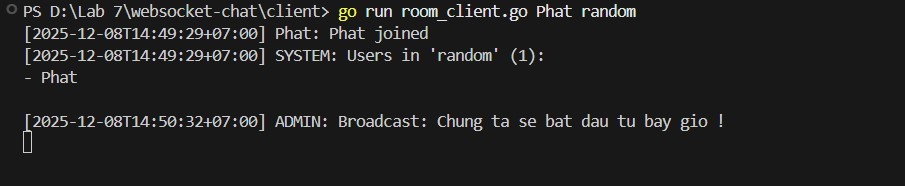 PS D:\Lab 7\websocket-chat\client> go run room_client.go Phat random
[2025-12-08T14:49:29+07:00] Phat: Phat joined
[2025-12-08T14:49:29+07:00] SYSTEM: Users in 'random' (1):
- Phat
[2025-12-08T14:50:32+07:00] ADMIN: Broadcast: Chung ta se bat dau tu bay gio !